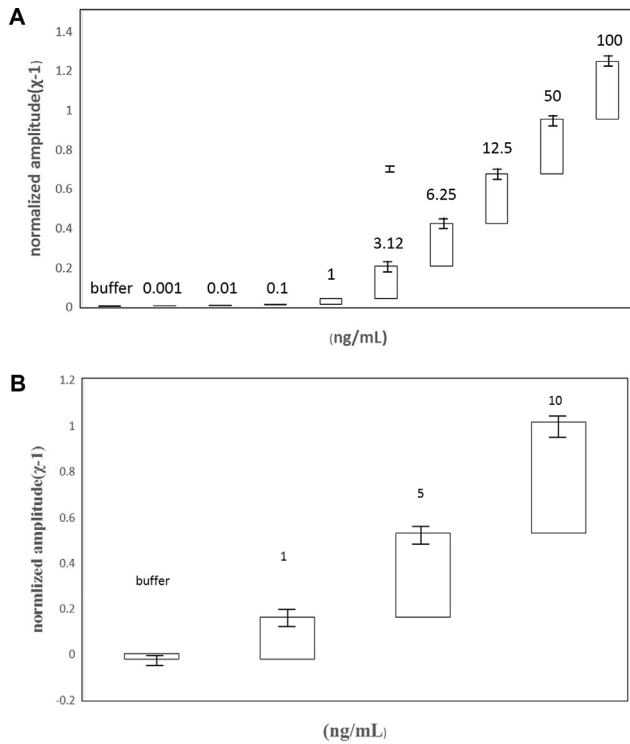 A
normalized amplitude(χ-1)
1.4
1.2
1
0.8
0.6
0.4
0.2
0
buffer 0.001 0.01 0.1 1 3.12 6.25 12.5 50 100
(ng/mL)
B
normlized amplitude(χ-1)
1.2
1
0.8
0.6
0.4
0.2
0
-0.2
buffer 1 5 10
(ng/mL)